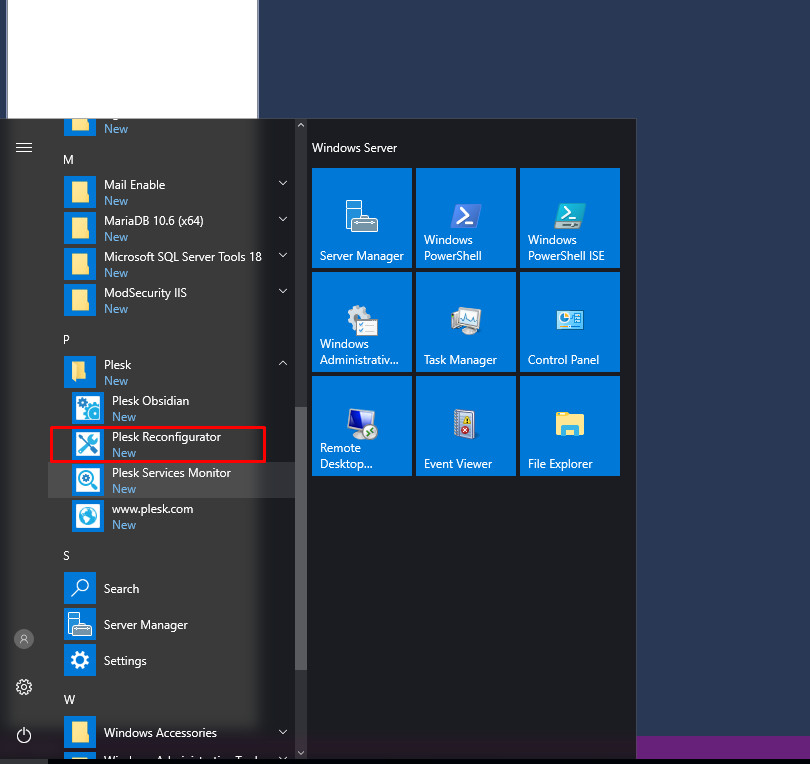 New
M
Mail Enable
New
MariaDB 10.6 (x64)
New
Microsoft SQL Server Tools 18
New
ModSecurity IIS
New
P
Plesk
New
Plesk Obsidian
New
Plesk Reconfigurator
New
Plesk Services Monitor
New
www.plesk.com
New
S
Search
Server Manager
Settings
W
Windows Accessories
Windows Server
Server Manager
Windows
PowerShell
Windows
PowerShell ISE
Windows
Administrativ...
Task Manager
Control Panel
Remote
Desktop...
Event Viewer
File Explorer